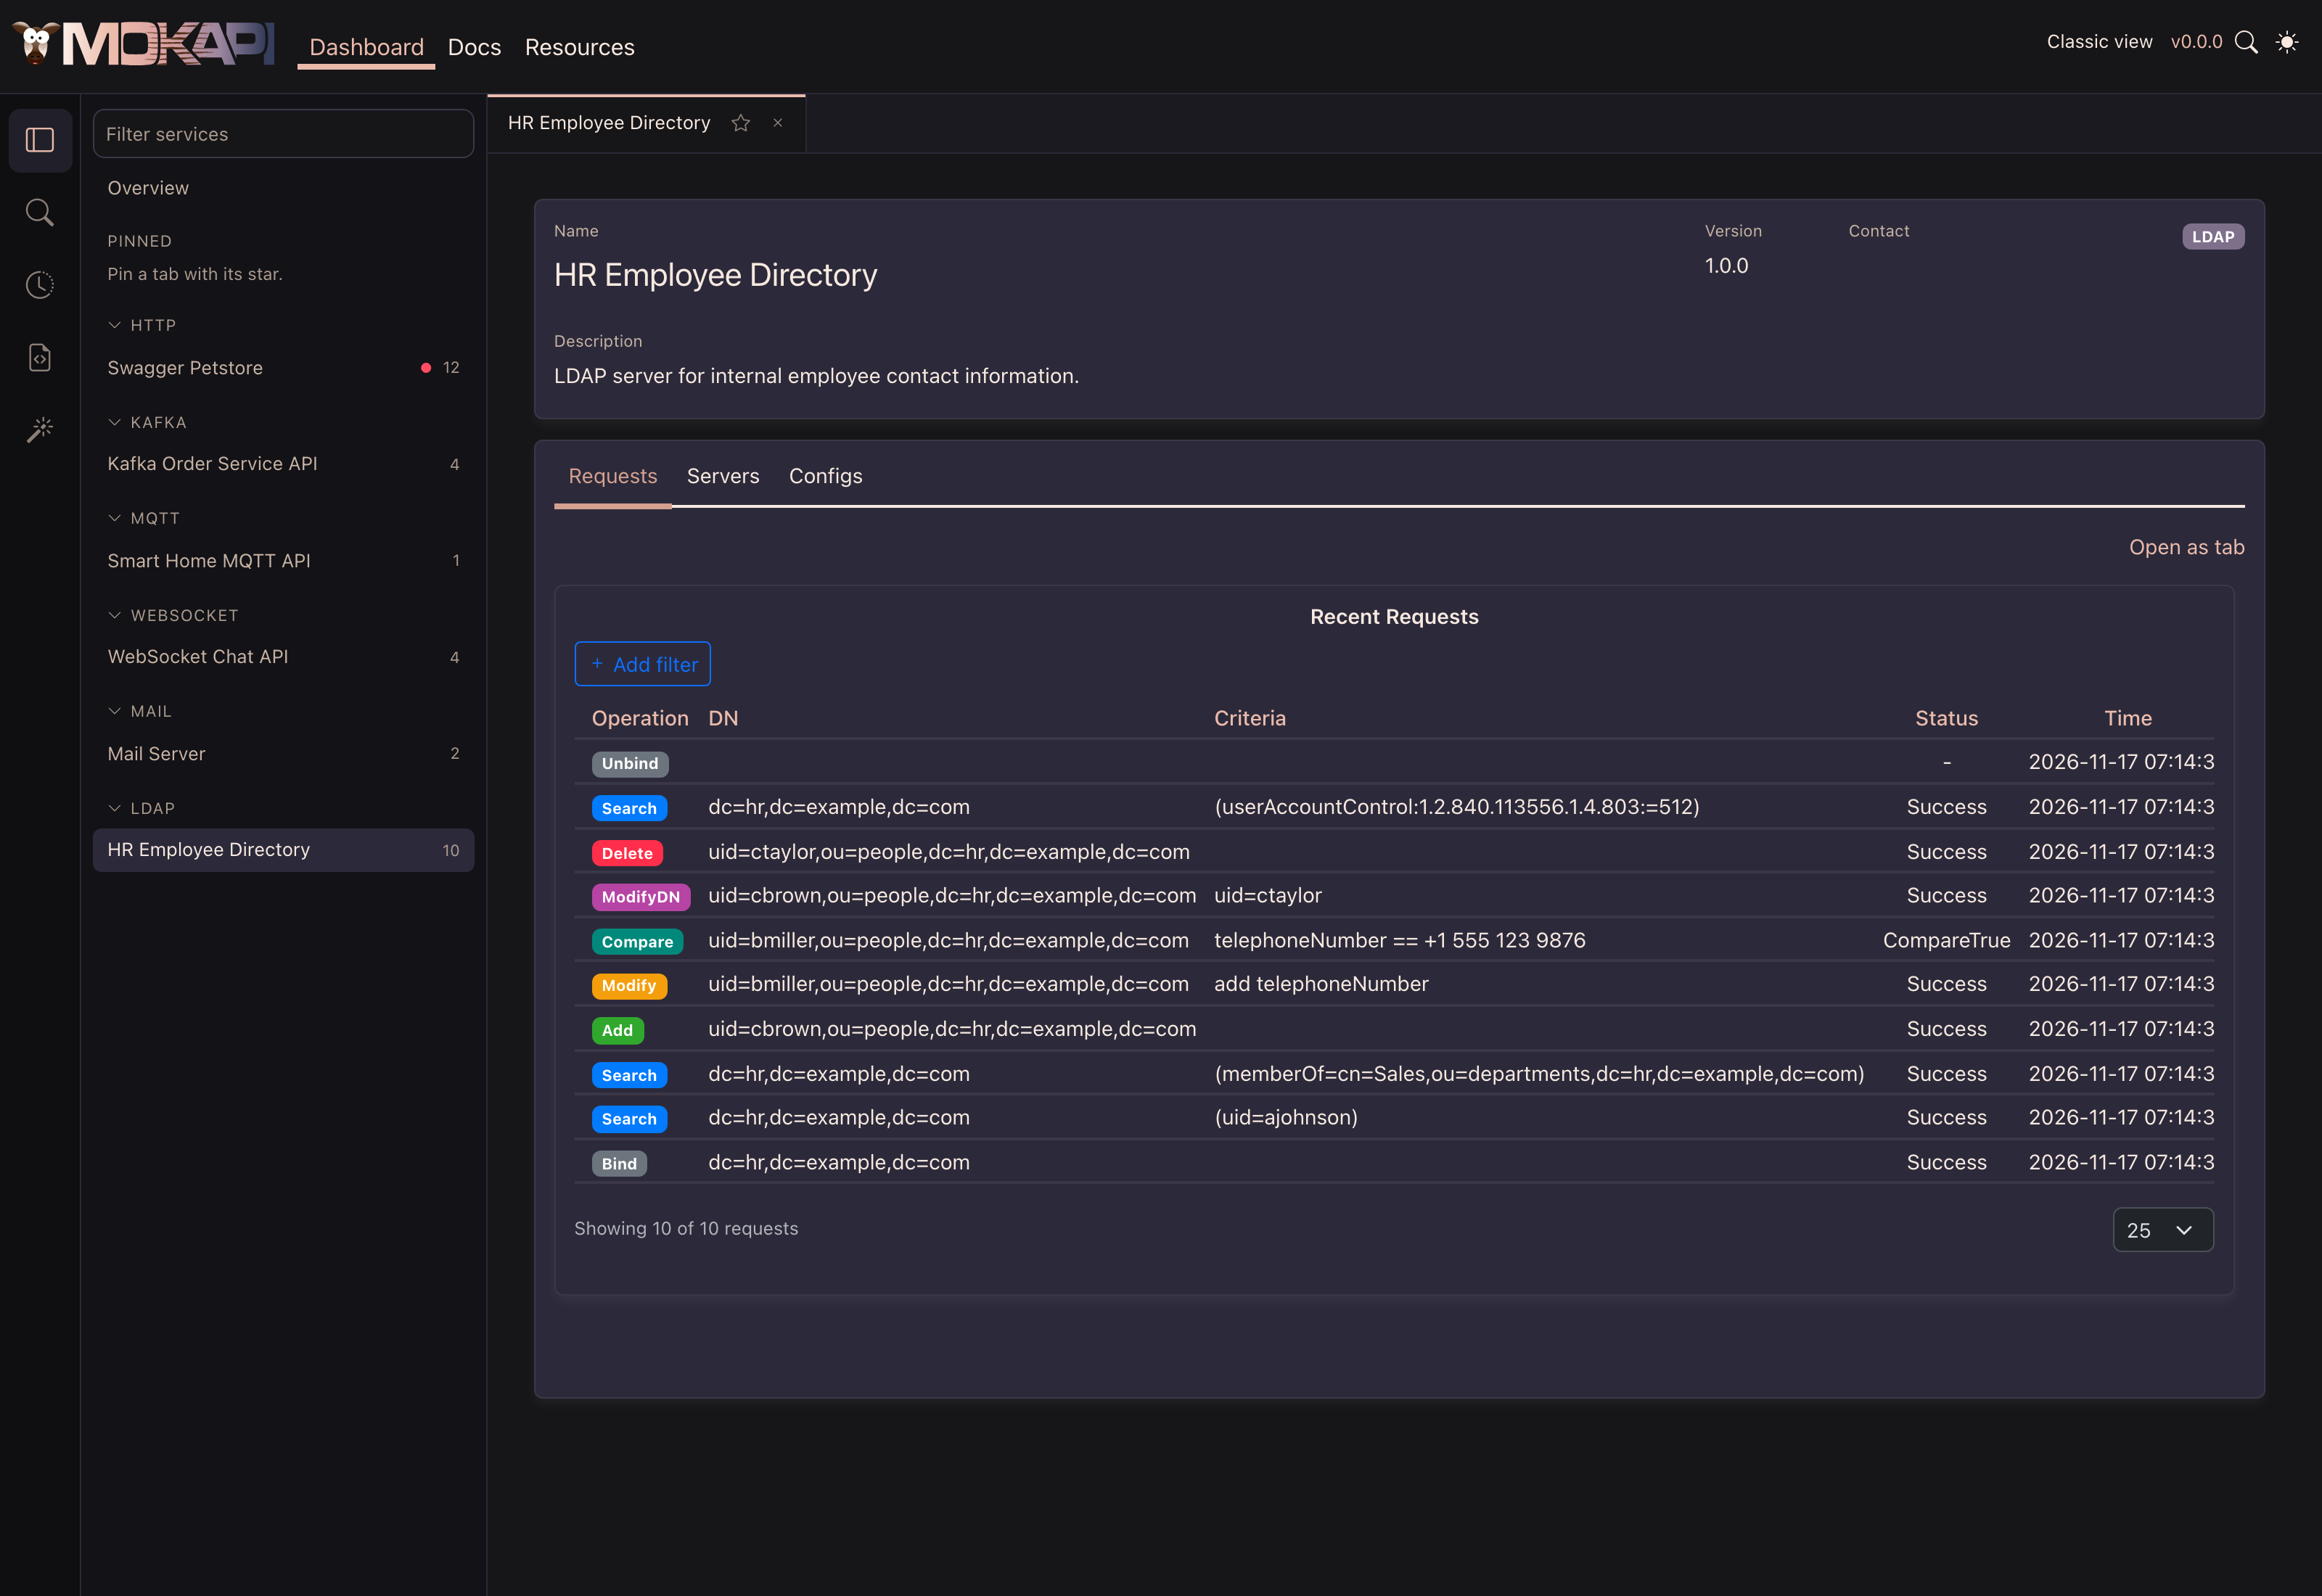 MOKAPI
Dashboard Docs Resources
Classic view v0.0.0
Filter services
Overview
PINNED
Pin a tab with its star.
HTTP
Swagger Petstore 12
KAFKA
Kafka Order Service API 4
MQTT
Smart Home MQTT API 1
WEBSOCKET
WebSocket Chat API 4
MAIL
Mail Server 2
LDAP
HR Employee Directory 10
HR Employee Directory
Name Version Contact LDAP
HR Employee Directory 1.0.0
Description
LDAP server for internal employee contact information.
Requests Servers Configs
Open as tab
Recent Requests
+ Add filter
Operation DN Criteria Status Time
Unbind - 2026-11-17 07:14:3
Search dc=hr,dc=example,dc=com (userAccountControl:1.2.840.113556.1.4.803:=512) Success 2026-11-17 07:14:3
Delete uid=ctaylor,ou=people,dc=hr,dc=example,dc=com Success 2026-11-17 07:14:3
ModifyDN uid=cbrown,ou=people,dc=hr,dc=example,dc=com uid=ctaylor Success 2026-11-17 07:14:3
Compare uid=bmiller,ou=people,dc=hr,dc=example,dc=com telephoneNumber == +1 555 123 9876 CompareTrue 2026-11-17 07:14:3
Modify uid=bmiller,ou=people,dc=hr,dc=example,dc=com add telephoneNumber Success 2026-11-17 07:14:3
Add uid=cbrown,ou=people,dc=hr,dc=example,dc=com Success 2026-11-17 07:14:3
Search dc=hr,dc=example,dc=com (memberOf=cn=Sales,ou=departments,dc=hr,dc=example,dc=com) Success 2026-11-17 07:14:3
Search dc=hr,dc=example,dc=com (uid=ajohnson) Success 2026-11-17 07:14:3
Bind dc=hr,dc=example,dc=com Success 2026-11-17 07:14:3
Showing 10 of 10 requests 25